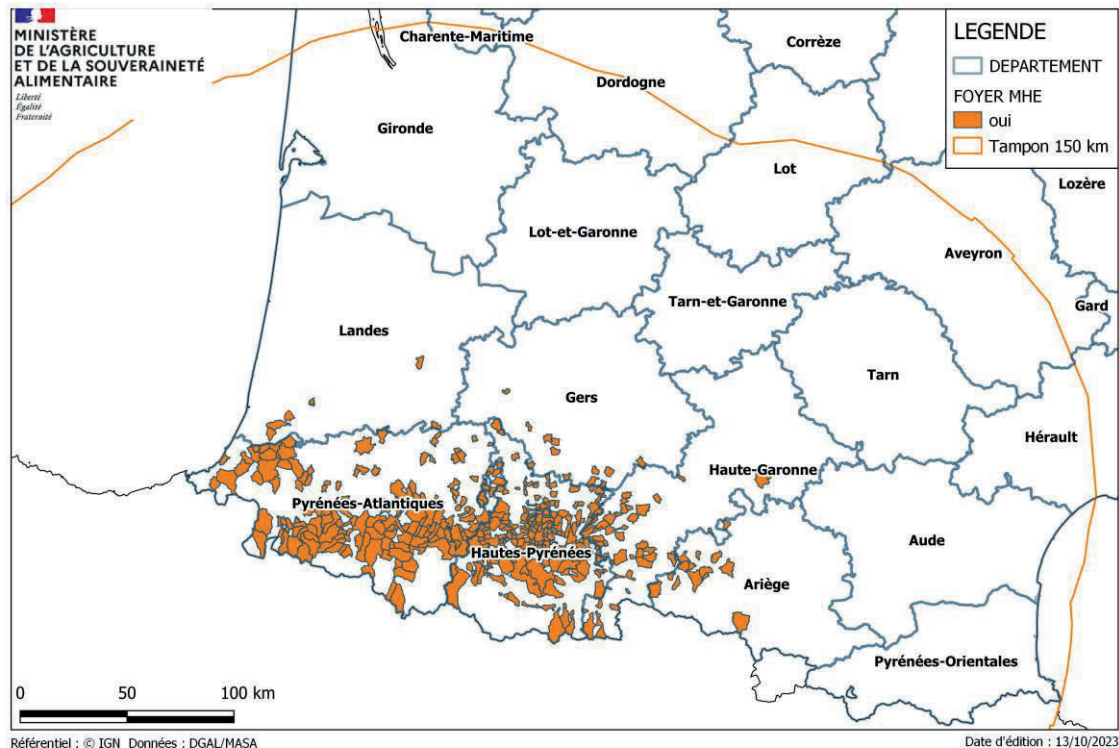 MINISTÈRE
DE L'AGRICULTURE
ET DE LA SOUVERAINETÉ
ALIMENTAIRE
Liberté
Égalité
Fraternité
LEGENDE
DEPARTEMENT
FOYER MHE
oui
Tampon 150 km
Charente-Maritime
Corrèze
Dordogne
Gironde
Lot
Lozère
Lot-et-Garonne
Aveyron
Tarn-et-Garonne
Gard
Landes
Tarn
Gers
Hérault
Haute-Garonne
Pyrénées-Atlantiques
Aude
Hautes-Pyrénées
Ariège
Pyrénées-Orientales
0 50 100 km
Référentiel : © IGN Données : DGAL/MASA
Date d'édition : 13/10/2023